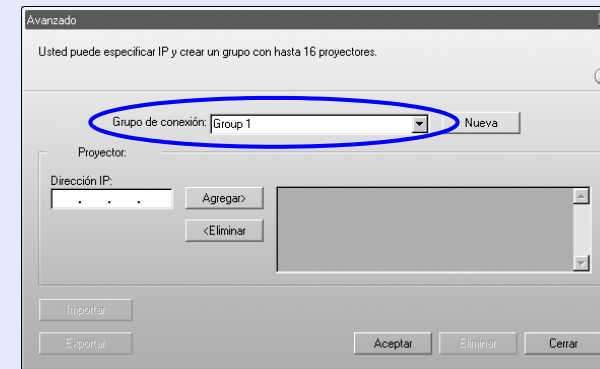 Avanzado
Usted puede especificar IP y crear un grupo con hasta 16 proyectores.
Grupo de conexión: Group 1 Nueva
Proyector:
Dirección IP:
. . . Agregar>
<Eliminar
Importar
Exportar Aceptar Eliminar Cerrar